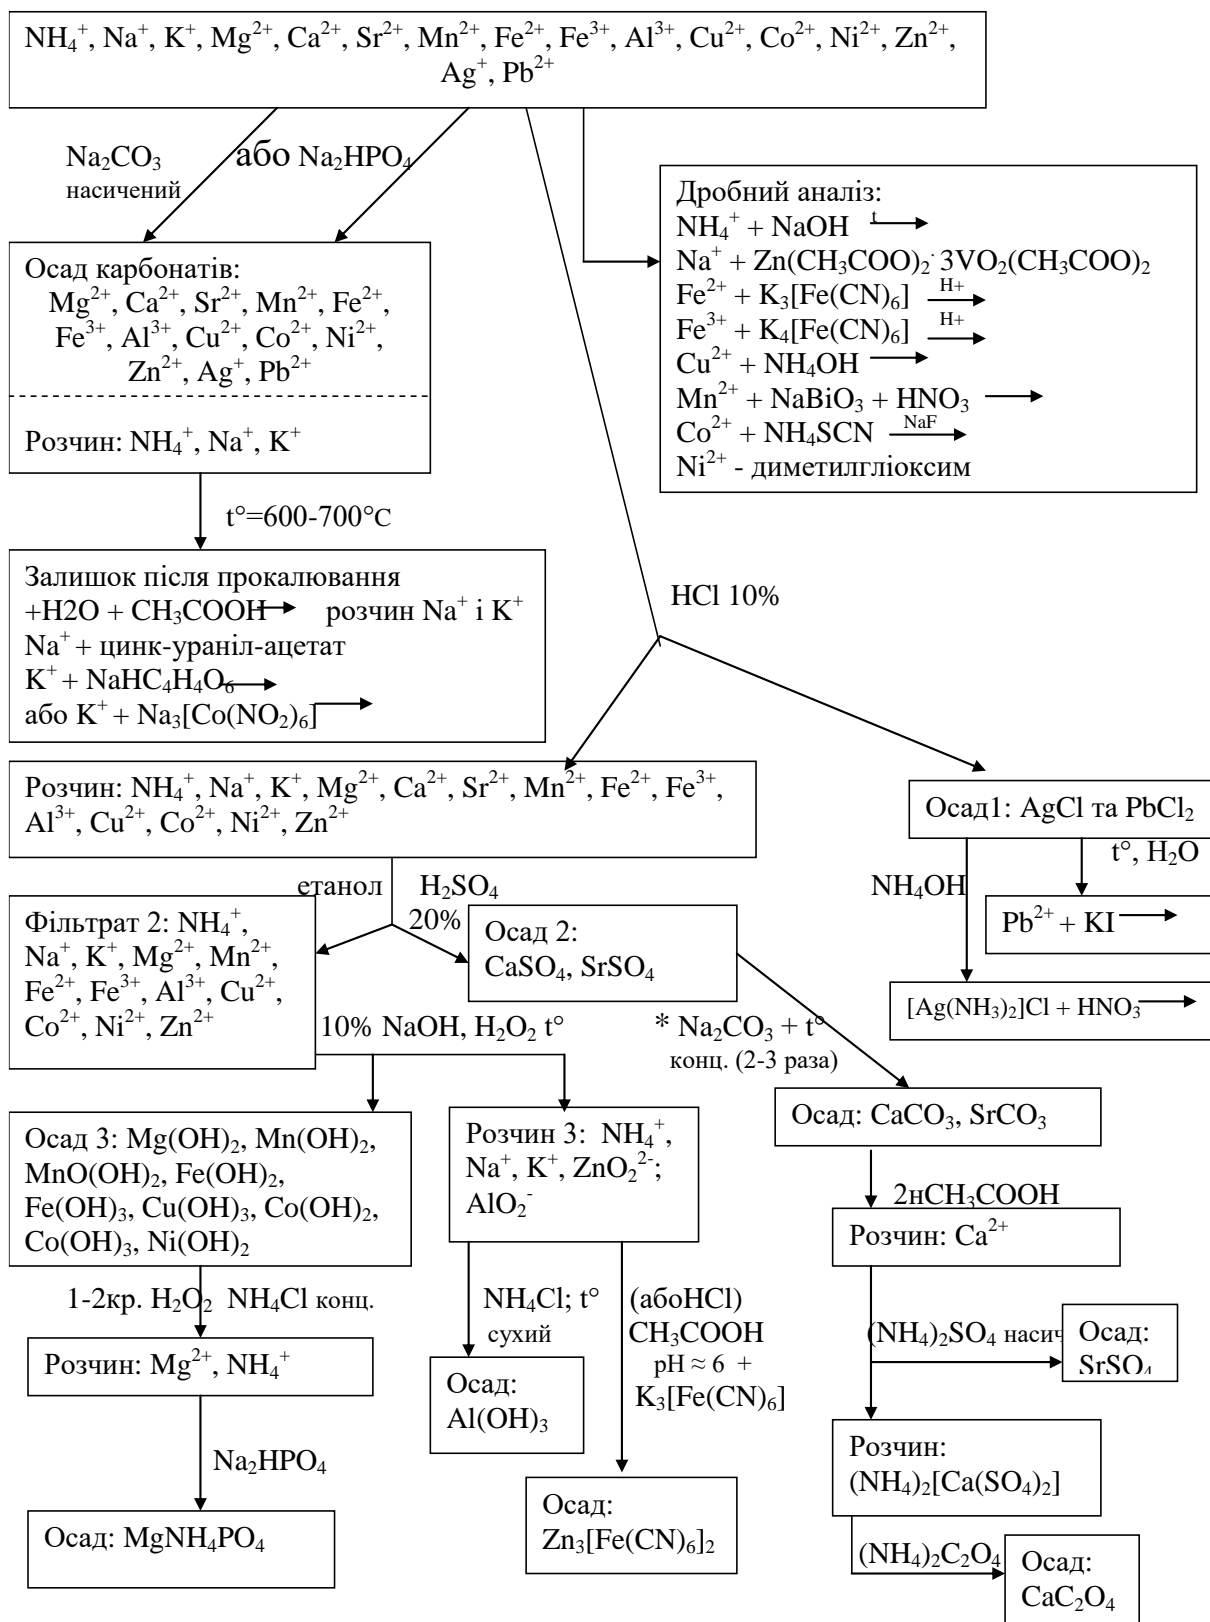 NH₄⁺, Na⁺, K⁺, Mg²⁺, Ca²⁺, Sr²⁺, Mn²⁺, Fe²⁺, Fe³⁺, Al³⁺, Cu²⁺, Co²⁺, Ni²⁺, Zn²⁺,
Ag⁺, Pb²⁺
Na₂CO₃
насичений
або Na₂HPO₄
Дробний аналіз:
NH₄⁺ + NaOH t
Na⁺ + Zn(CH₃COO)₂· 3VO₂(CH₃COO)₂
Fe²⁺ + K₃[Fe(CN)₆] H+
Fe³⁺ + K₄[Fe(CN)₆] H+
Cu²⁺ + NH₄OH
Mn²⁺ + NaBiO₃ + HNO₃
Co²⁺ + NH₄SCN NaF
Ni²⁺ - диметилгліоксим
Осад карбонатів:
Mg²⁺, Ca²⁺, Sr²⁺, Mn²⁺, Fe²⁺,
Fe³⁺, Al³⁺, Cu²⁺, Co²⁺, Ni²⁺,
Zn²⁺, Ag⁺, Pb²⁺
Розчин: NH₄⁺, Na⁺, K⁺
t°=600-700°C
Залишок після прокалювання
+H2O + CH₃COOH розчин Na⁺ і K⁺
Na⁺ + цинк-ураніл-ацетат
K⁺ + NaHC₄H₄O₆
або K⁺ + Na₃[Co(NO₂)₆]
HCl 10%
Розчин: NH₄⁺, Na⁺, K⁺, Mg²⁺, Ca²⁺, Sr²⁺, Mn²⁺, Fe²⁺, Fe³⁺,
Al³⁺, Cu²⁺, Co²⁺, Ni²⁺, Zn²⁺
Осад1: AgCl та PbCl₂
t°, H₂O
NH₄OH
Pb²⁺ + KI
[Ag(NH₃)₂]Cl + HNO₃
етанол
H₂SO₄
20%
Фільтрат 2: NH₄⁺,
Na⁺, K⁺, Mg²⁺, Mn²⁺,
Fe²⁺, Fe³⁺, Al³⁺, Cu²⁺,
Co²⁺, Ni²⁺, Zn²⁺
Осад 2:
CaSO₄, SrSO₄
10% NaOH, H₂O₂ t°
* Na₂CO₃ + t°
конц. (2-3 раза)
Осад: CaCO₃, SrCO₃
Осад 3: Mg(OH)₂, Mn(OH)₂,
MnO(OH)₂, Fe(OH)₂,
Fe(OH)₃, Cu(OH)₃, Co(OH)₂,
Co(OH)₃, Ni(OH)₂
Розчин 3: NH₄⁺,
Na⁺, K⁺, ZnO₂²⁻;
AlO₂⁻
2нCH₃COOH
Розчин: Ca²⁺
1-2кр. H₂O₂ NH₄Cl конц.
NH₄Cl; t°
сухий
(абоHCl)
CH₃COOH
pH ≈ 6 +
K₃[Fe(CN)₆]
(NH₄)₂SO₄ насич
Осад:
SrSO₄
Розчин: Mg²⁺, NH₄⁺
Осад:
Al(OH)₃
Розчин:
(NH₄)₂[Ca(SO₄)₂]
Na₂HPO₄
Осад: MgNH₄PO₄
Осад:
Zn₃[Fe(CN)₆]₂
(NH₄)₂C₂O₄
Осад:
CaC₂O₄